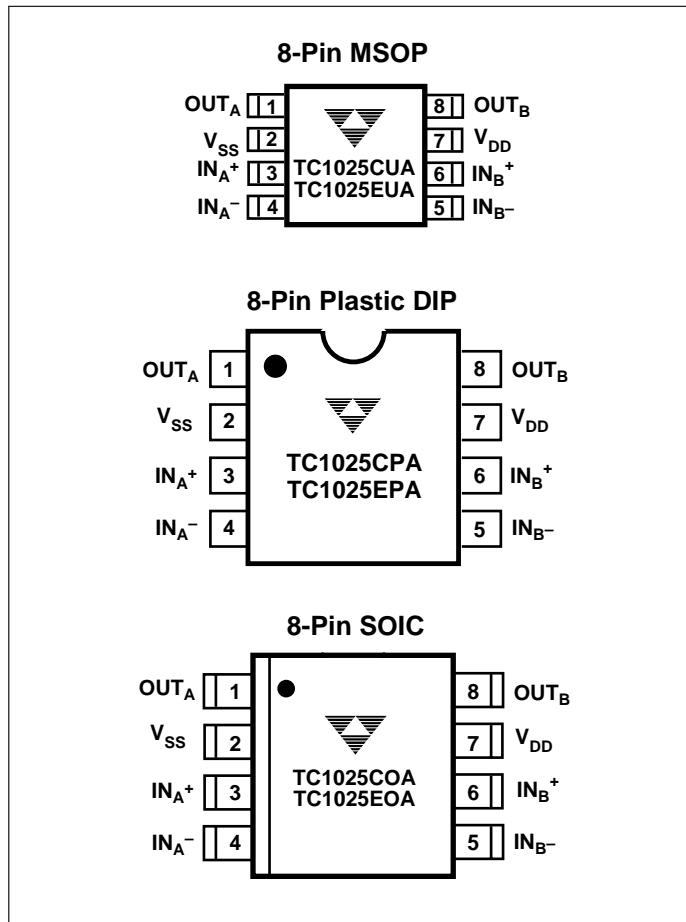 8-Pin MSOP
OUTA 1 8 OUTB
VSS 2 7 VDD
INA+ 3 TC1025CUA 6 INB+
TC1025EUA
INA– 4 5 INB–
8-Pin Plastic DIP
OUTA 1 8 OUTB
VSS 2 7 VDD
INA+ 3 TC1025CPA 6 INB+
TC1025EPA
INA– 4 5 INB–
8-Pin SOIC
OUTA 1 8 OUTB
VSS 2 7 VDD
INA+ 3 TC1025COA 6 INB+
TC1025EOA
INA– 4 5 INB–